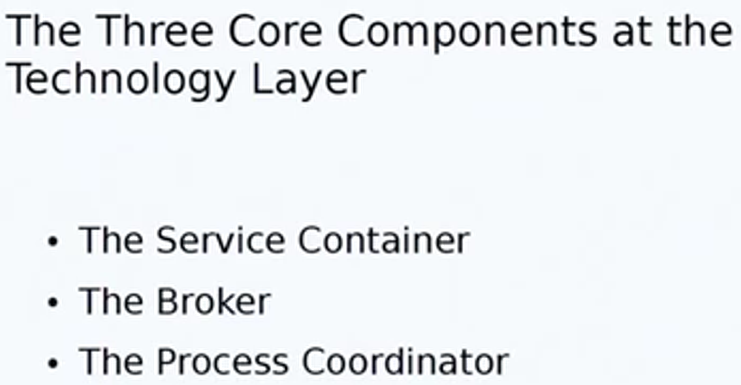 The Three Core Components at the
Technology Layer
• The Service Container
• The Broker
• The Process Coordinator